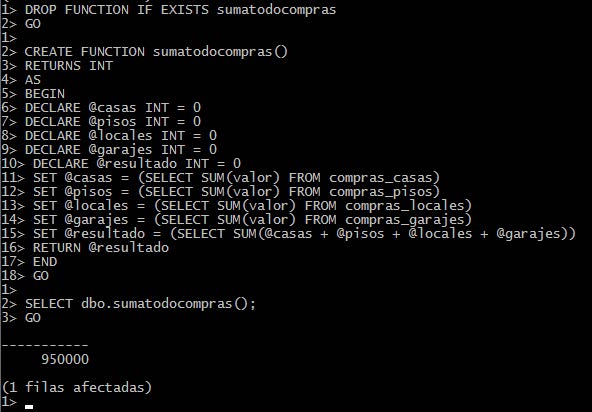 1> DROP FUNCTION IF EXISTS sumatodocompras
2> GO
1>
2> CREATE FUNCTION sumatodocompras()
3> RETURNS INT
4> AS
5> BEGIN
6> DECLARE @casas INT = 0
7> DECLARE @pisos INT = 0
8> DECLARE @locales INT = 0
9> DECLARE @garajes INT = 0
10> DECLARE @resultado INT = 0
11> SET @casas = (SELECT SUM(valor) FROM compras_casas)
12> SET @pisos = (SELECT SUM(valor) FROM compras_pisos)
13> SET @locales = (SELECT SUM(valor) FROM compras_locales)
14> SET @garajes = (SELECT SUM(valor) FROM compras_garajes)
15> SET @resultado = (SELECT SUM(@casas + @pisos + @locales + @garajes))
16> RETURN @resultado
17> END
18> GO
1>
2> SELECT dbo.sumatodocompras();
3> GO
-----------
950000
(1 filas afectadas)
1> _